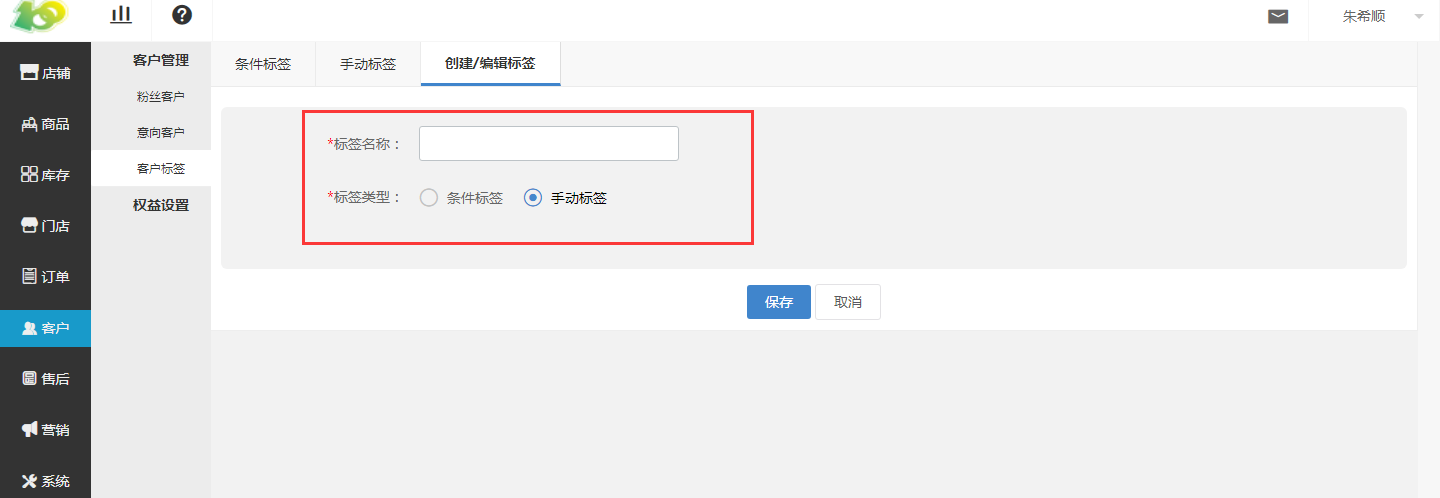 朱希顺
店铺
商品
库存
门店
订单
客户
售后
营销
系统
客户管理
粉丝客户
意向客户
客户标签
权益设置
条件标签
手动标签
创建/编辑标签
*标签名称：
*标签类型：
条件标签
手动标签
保存
取消